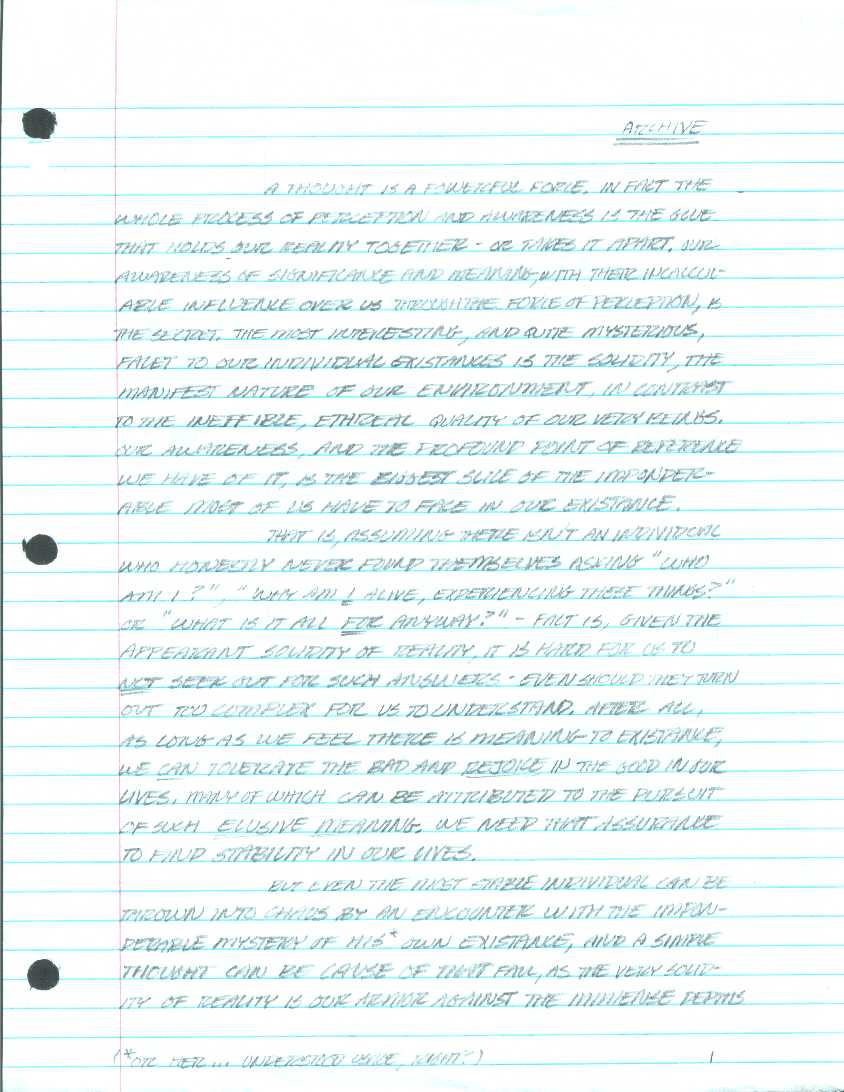 ARCHIVE
A THOUGHT IS A POWERFUL FORCE. IN FACT THE
WHOLE PROCESS OF PERCEPTION AND AWARENESS IS THE GLUE
THAT HOLDS OUR REALITY TOGETHER - OR TAKES IT APART. OUR
AWARENESS OF SIGNIFICANCE AND MEANING, WITH THEIR INCALCUL-
ABLE INFLUENCE OVER US THROUGH THE FORCE OF PERCEPTION, IS
THE SECRET. THE MOST INTERESTING, AND QUITE MYSTERIOUS,
FACET TO OUR INDIVIDUAL EXISTANCES IS THE SOLIDITY, THE
MANIFEST NATURE OF OUR ENVIRONMENT, IN CONTRAST
TO THE INEFFIBLE, ETHREAL QUALITY OF OUR VERY BEINGS.
OUR AWARENESS, AND THE PROFOUND POINT OF REFERENCE
WE HAVE OF IT, IS THE BIGGEST SLICE OF THE IMPONDER-
ABLE MOST OF US HAVE TO FACE IN OUR EXISTANCE.
THAT IS, ASSUMING THERE ISN'T AN INDIVIDUAL
WHO HONESTLY NEVER FOUND THEMSELVES ASKING "WHO
AM I?", "WHY AM I ALIVE, EXPERIENCING THESE THINGS?"
OR "WHAT IS IT ALL FOR ANYWAY?" - FACT IS, GIVEN THE
APPEARANT SOLIDITY OF REALITY, IT IS HARD FOR US TO
NOT SEEK OUT FOR SUCH ANSWERS - EVEN SHOULD THEY TURN
OUT TOO COMPLEX FOR US TO UNDERSTAND. AFTER ALL,
AS LONG AS WE FEEL THERE IS MEANING TO EXISTANCE,
WE CAN TOLERATE THE BAD AND REJOICE IN THE GOOD IN OUR
LIVES. MANY OF WHICH CAN BE ATTRIBUTED TO THE PURSUIT
OF SUCH ELUSIVE MEANING. WE NEED THAT ASSURANCE
TO FIND STABILITY IN OUR LIVES.
BUT EVEN THE MOST STABLE INDIVIDUAL CAN BE
THROWN INTO CHAOS BY AN ENCOUNTER WITH THE IMPON-
DERABLE MYSTERY OF HIS* OWN EXISTANCE, AND A SIMPLE
THOUGHT CAN BE CAUSE OF THAT FALL, AS THE VERY SOLID-
ITY OF REALITY IS OUR ARMOR AGAINST THE IMMENSE DEPTHS
(*OR HER... UNDERSTOOD USAGE, RIGHT?) 1